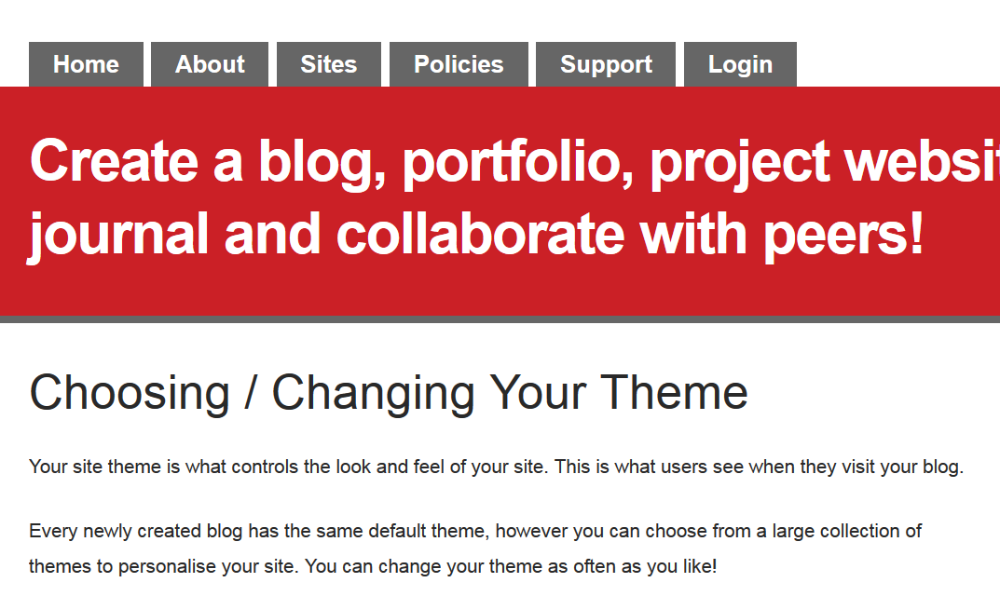 Home About Sites Policies Support Login
Create a blog, portfolio, project
journal and collaborate with peers!
Choosing / Changing Your Theme
Your site theme is what controls the look and feel of your site. This is what users see when they visit your blog.
Every newly created blog has the same default theme, however you can choose from a large collection of
themes to personalise your site. You can change your theme as often as you like!